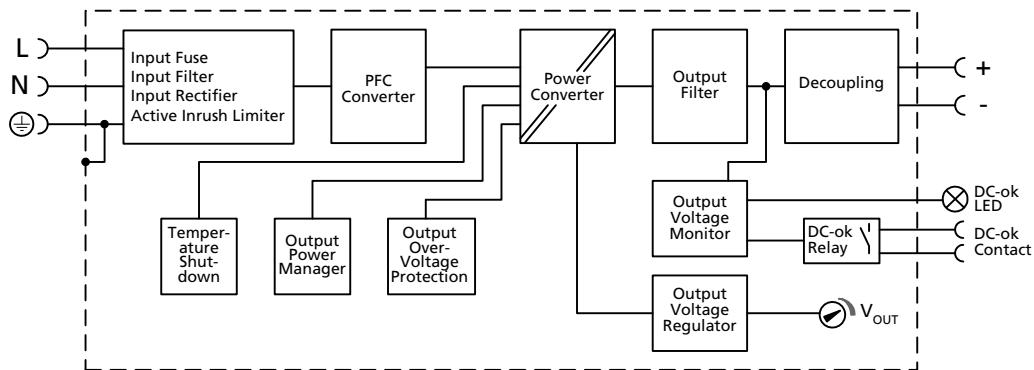 L
N
Input Fuse
Input Filter
Input Rectifier
Active Inrush Limiter
PFC
Converter
Power
Converter
Output
Filter
Decoupling
+
-
Temper-
ature
Shut-
down
Output
Power
Manager
Output
Over-
Voltage
Protection
Output
Voltage
Monitor
DC-ok
LED
DC-ok
Relay
DC-ok
Contact
Output
Voltage
Regulator
VOUT